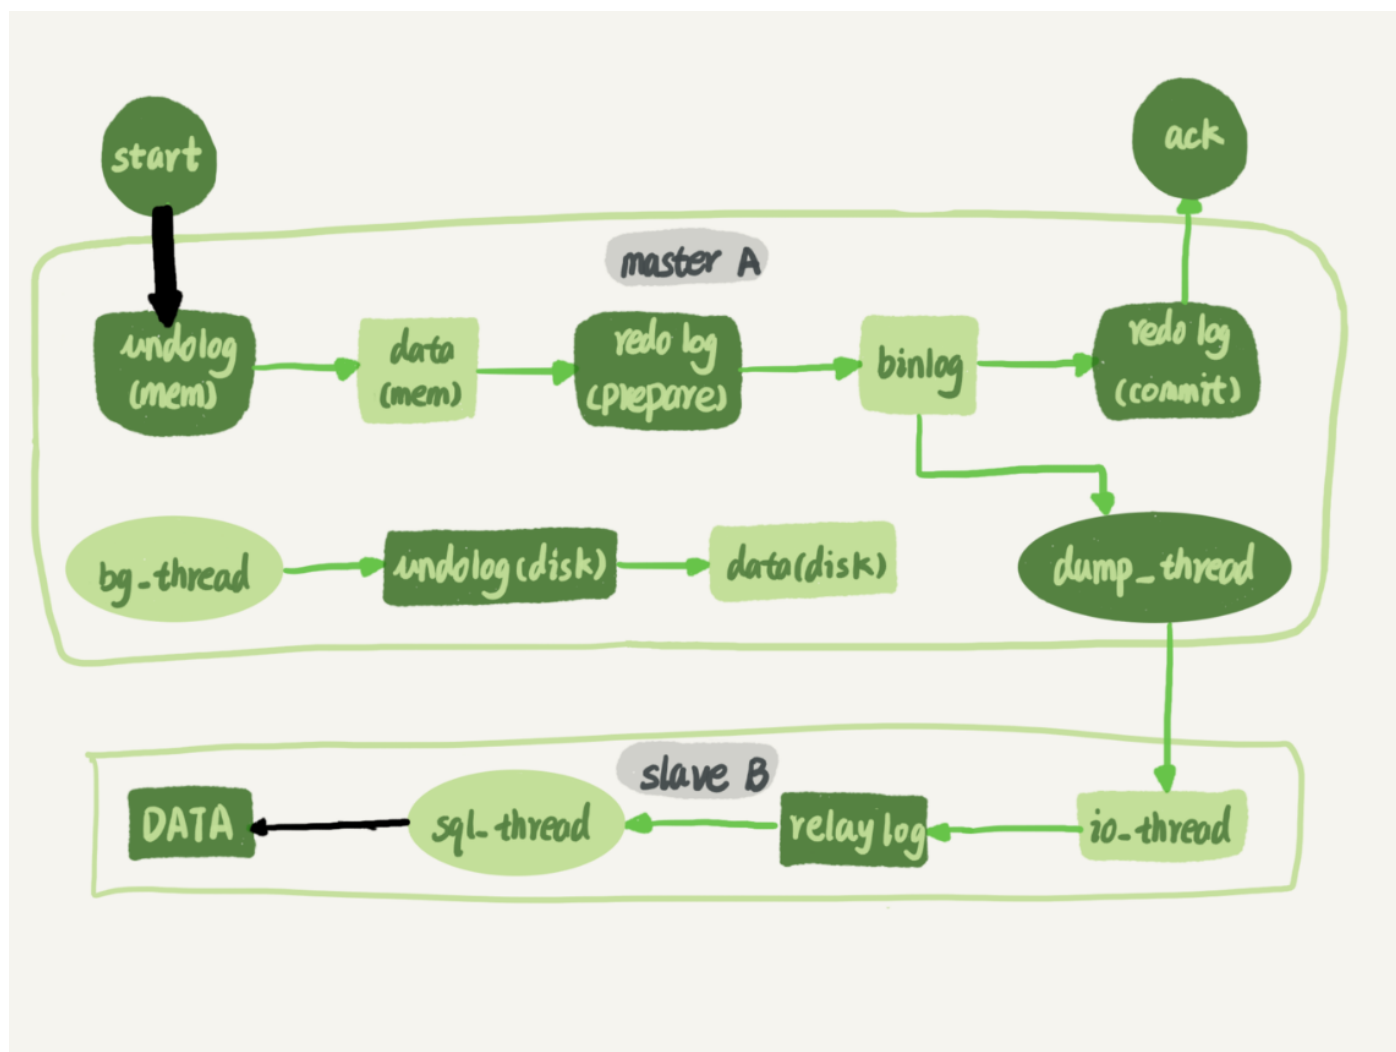 start
ack
master A
undolog
(mem)
data
(mem)
redo log
(prepare)
binlog
redo log
(commit)
bg_thread
undolog(disk)
data(disk)
dump_thread
slave B
DATA
sql_thread
relay log
io_thread